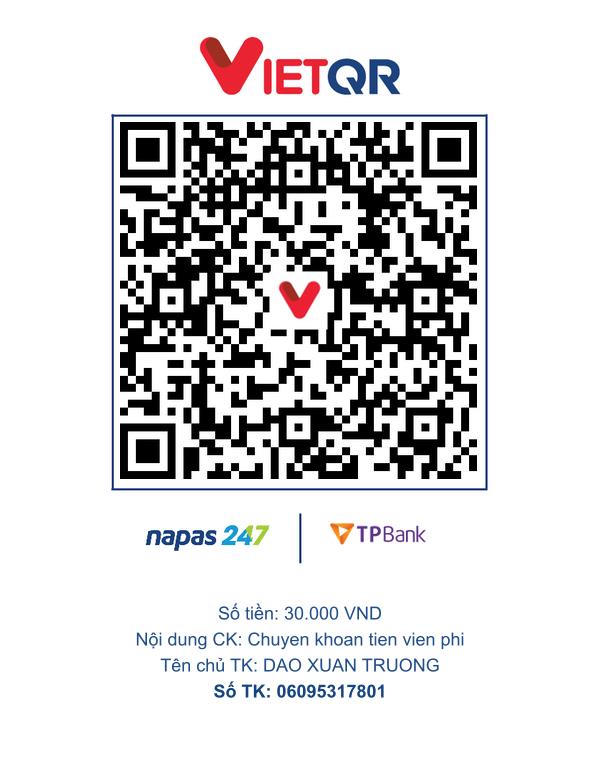 VIETQR
napas 247
TPBank
Số tiền: 30.000 VND
Nội dung CK: Chuyen khoan tien vien phi
Tên chủ TK: DAO XUAN TRUONG
Số TK: 06095317801